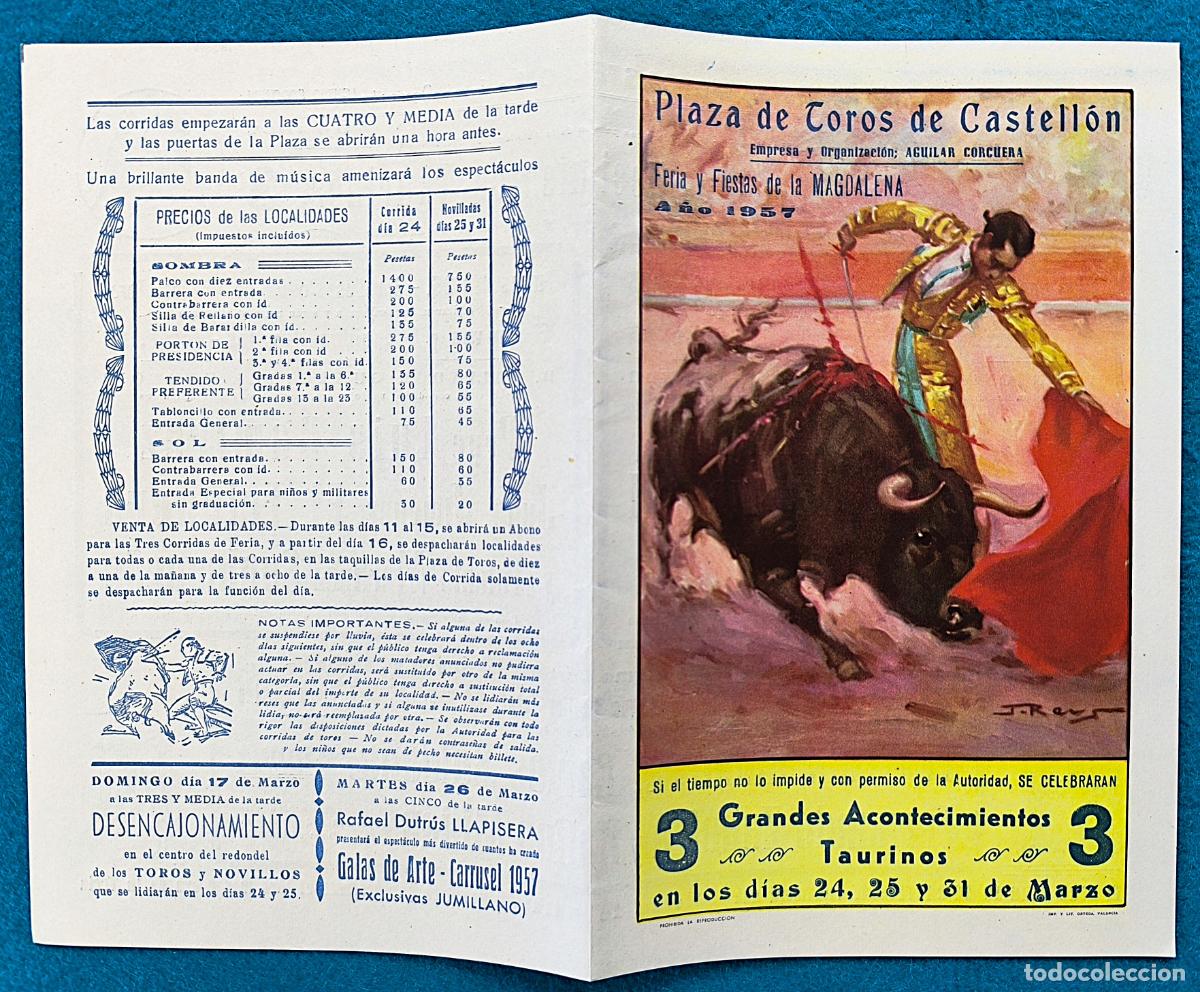 Las corridas empezarán a las CUATRO Y MEDIA de la tarde
y las puertas de la Plaza se abrirán una hora antes.
Una brillante banda de música amenizará los espectáculos
PRECIOS de las LOCALIDADES
(Impuestos incluídos)
Corrida
día 24
Novilladas
días 25 y 31
Pesetas Pesetas
SOMBRA
Palco con diez entradas . . . . . . 1400 750
Barrera con entrada. . . . . . . . 275 155
Contrabarrera con id. . . . . . . . 200 100
Silla de Rellano con id. . . . . . . 125 70
Silla de Barandilla con id. . . . . . . 155 75
PORTON DE PRESIDENCIA
1.ª fila con id. . . . 275 155
2.ª fila con id . . . 200 100
3.ª y 4.ª filas con id. . 150 75
TENDIDO PREFERENTE
Gradas 1.ª a la 6.ª . 135 80
Gradas 7.ª a la 12 . 120 65
Gradas 13 a la 23 . 100 55
Tabloncillo con entrada. . . . . . . 110 65
Entrada General. . . . . . . . . 75 45
SOL
Barrera con entrada. . . . . . . . 150 80
Contrabarrera con id. . . . . . . . 110 60
Entrada General. . . . . . . . . 60 35
Entrada Especial para niños y militares
sin graduación. . . . . . . . 30 20
VENTA DE LOCALIDADES.—Durante las días 11 al 15, se abrirá un Abono
para las Tres Corridas de Feria, y a partir del día 16, se despacharán localidades
para todas o cada una de las Corridas, en las taquillas de la Plaza de Toros, de diez
a una de la mañana y de tres a ocho de la tarde.— Los días de Corrida solamente
se despacharán para la función del día.
NOTAS IMPORTANTES.— Si alguna de las corridas
se suspendiese por lluvia, ésta se celebrará dentro de los ocho
días siguientes, sin que el público tenga derecho a reclamación
alguna. — Si alguno de los matadores anunciados no pudiera
actuar en las corridas, será sustituído por otro de la misma
categoría, sin que el público tenga derecho a sustitución total
o parcial del importe de su localidad. — No se lidiarán más
reses que las anunciadas y si alguna se inutilizase durante la
lidia, no será reemplazada por otra. — Se observarán con todo
rigor las disposiciones dictadas por la Autoridad para las
corridas de toros — No se darán contraseñas de salida.
y los niños que no sean de pecho necesitan billete.
DOMINGO día 17 de Marzo
a las TRES Y MEDIA de la tarde
DESENCAJONAMIENTO
en el centro del redondel
de los TOROS y NOVILLOS
que se lidiarán en los días 24 y 25.
MARTES día 26 de Marzo
a las CINCO de la tarde
Rafael Dutrús LLAPISERA
presentará el espectáculo más divertido de cuantos ha creado
Galas de Arte - Carrusel 1957
(Exclusivas JUMILLANO)
Plaza de Toros de Castellón
Empresa y Organización; AGUILAR CORCUERA
Feria y Fiestas de la MAGDALENA
Año 1957
J. Reus
Si el tiempo no lo impide y con permiso de la Autoridad, SE CELEBRARAN
3 Grandes Acontecimientos 3
Taurinos
en los días 24, 25 y 31 de Marzo
PROHIBIDA LA REPRODUCCIÓN
IMP. Y LIT. ORTEGA, VALENCIA
todocoleccion